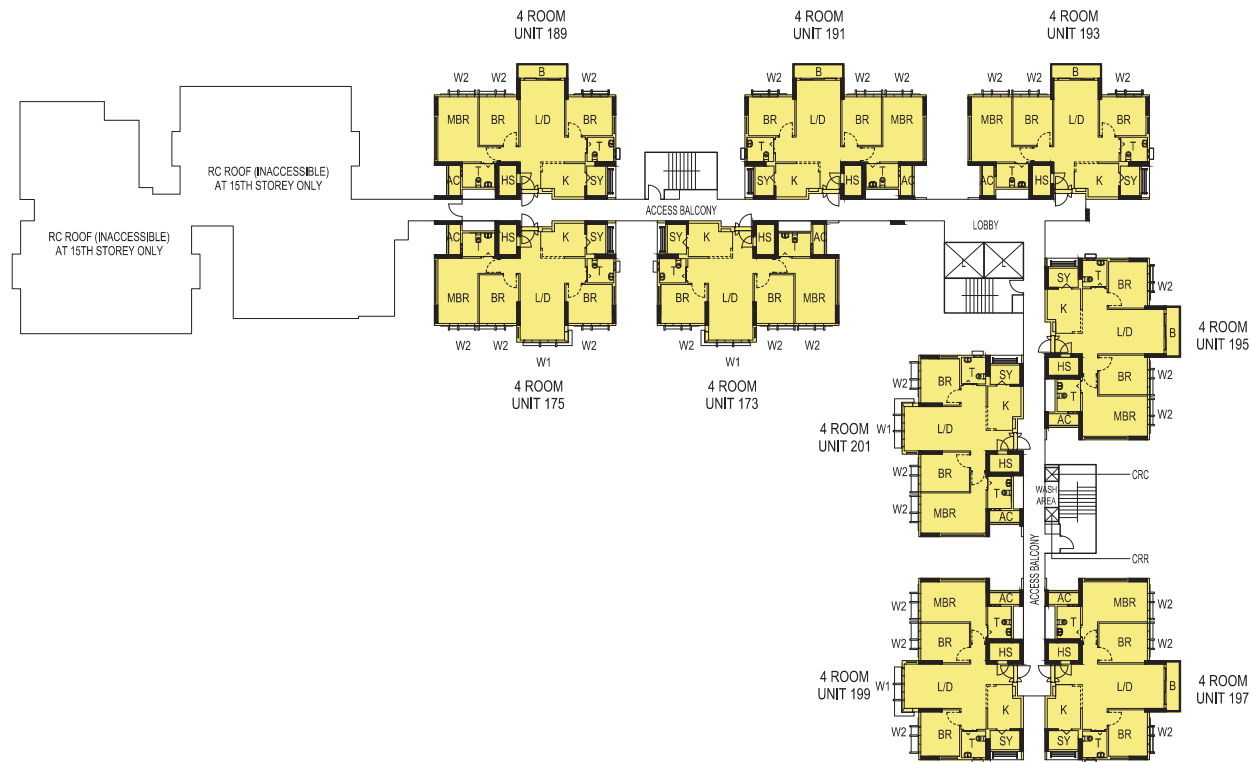 4 ROOM
UNIT 189
4 ROOM
UNIT 191
4 ROOM
UNIT 193
W2
W2
B
W2
MBR
BR
L/D
BR
T
AC
T
HS
K
SY
W2
B
W2
W2
BR
L/D
BR
MBR
T
SY
K
HS
T
AC
W2
W2
B
W2
MBR
BR
L/D
BR
T
AC
T
HS
K
SY
RC ROOF (INACCESSIBLE)
AT 15TH STOREY ONLY
RC ROOF (INACCESSIBLE)
AT 15TH STOREY ONLY
ACCESS BALCONY
LOBBY
L
L
AC
T
HS
K
SY
T
MBR
BR
L/D
BR
W2
W2
W1
W2
4 ROOM
UNIT 175
SY
K
HS
T
AC
T
BR
L/D
BR
MBR
W2
W1
W2
W2
4 ROOM
UNIT 173
SY
T
BR
W2
K
L/D
B
4 ROOM
UNIT 195
HS
BR
W2
T
MBR
W2
AC
W2
BR
T
SY
K
4 ROOM
UNIT 201
W1
L/D
W2
BR
HS
W2
MBR
T
AC
WASH
AREA
CRC
CRR
ACCESS BALCONY
W2
MBR
AC
T
W2
BR
HS
4 ROOM
UNIT 199
W1
L/D
K
W2
BR
T
SY
AC
MBR
W2
T
HS
BR
W2
L/D
B
4 ROOM
UNIT 197
K
SY
T
BR
W2